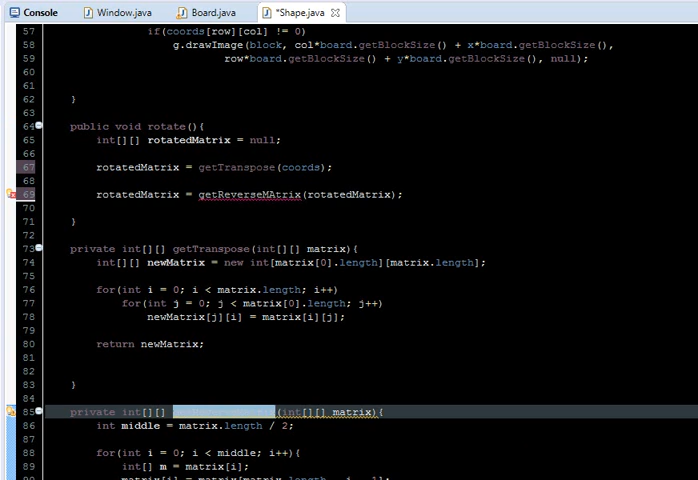 Console Window.java Board.java *Shape.java
57 if(coords[row][col] != 0)
58 g.drawImage(block, col*board.getBlockSize() + x*board.getBlockSize(),
59 row*board.getBlockSize() + y*board.getBlockSize(), null);
60
61
62 }
63
64 public void rotate(){
65 int[][] rotatedMatrix = null;
66
67 rotatedMatrix = getTranspose(coords);
68
69 rotatedMatrix = getReverseMAtrix(rotatedMatrix);
70
71 }
72
73 private int[][] getTranspose(int[][] matrix){
74 int[][] newMatrix = new int[matrix[0].length][matrix.length];
75
76 for(int i = 0; i < matrix.length; i++)
77 for(int j = 0; j < matrix[0].length; j++)
78 newMatrix[j][i] = matrix[i][j];
79
80 return newMatrix;
81
82
83 }
84
85 private int[][] (int[][] matrix){
86 int middle = matrix.length / 2;
87
88 for(int i = 0; i < middle; i++){
89 int[] m = matrix[i];
90